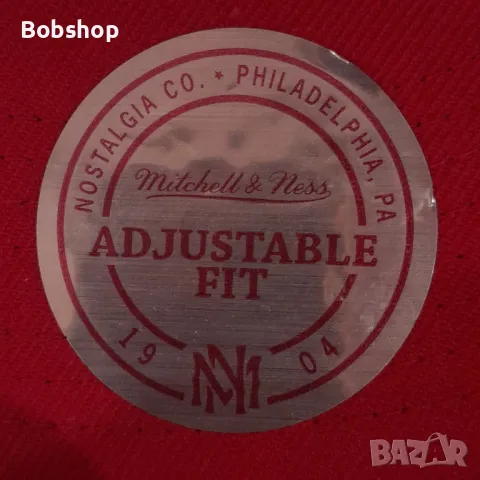 Bobshop
NOSTALGIA CO. * PHILADELPHIA, PA
Mitchell & Ness
ADJUSTABLE
FIT
19 04
MN
BAZAR